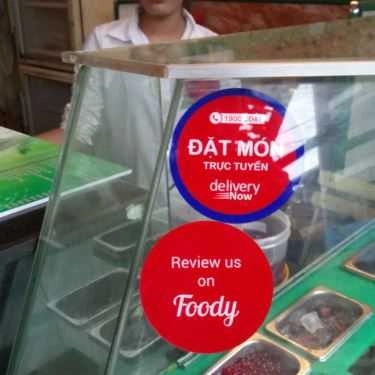 ĐẶT MÓN
TRỰC TUYẾN
delivery
Now
Review us
on
Foody